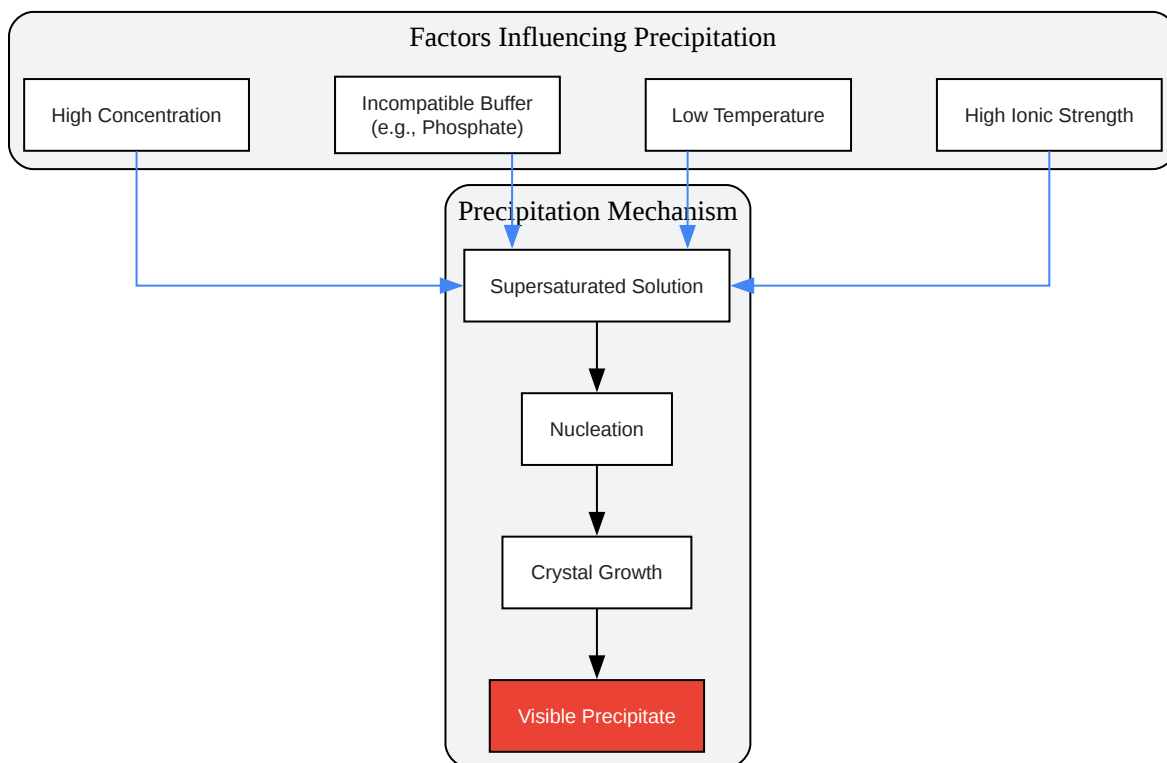 Factors Influencing Precipitation
High Concentration
Incompatible Buffer
(e.g., Phosphate)
Low Temperature
High Ionic Strength
Precipitation Mechanism
Supersaturated Solution
Nucleation
Crystal Growth
Visible Precipitate